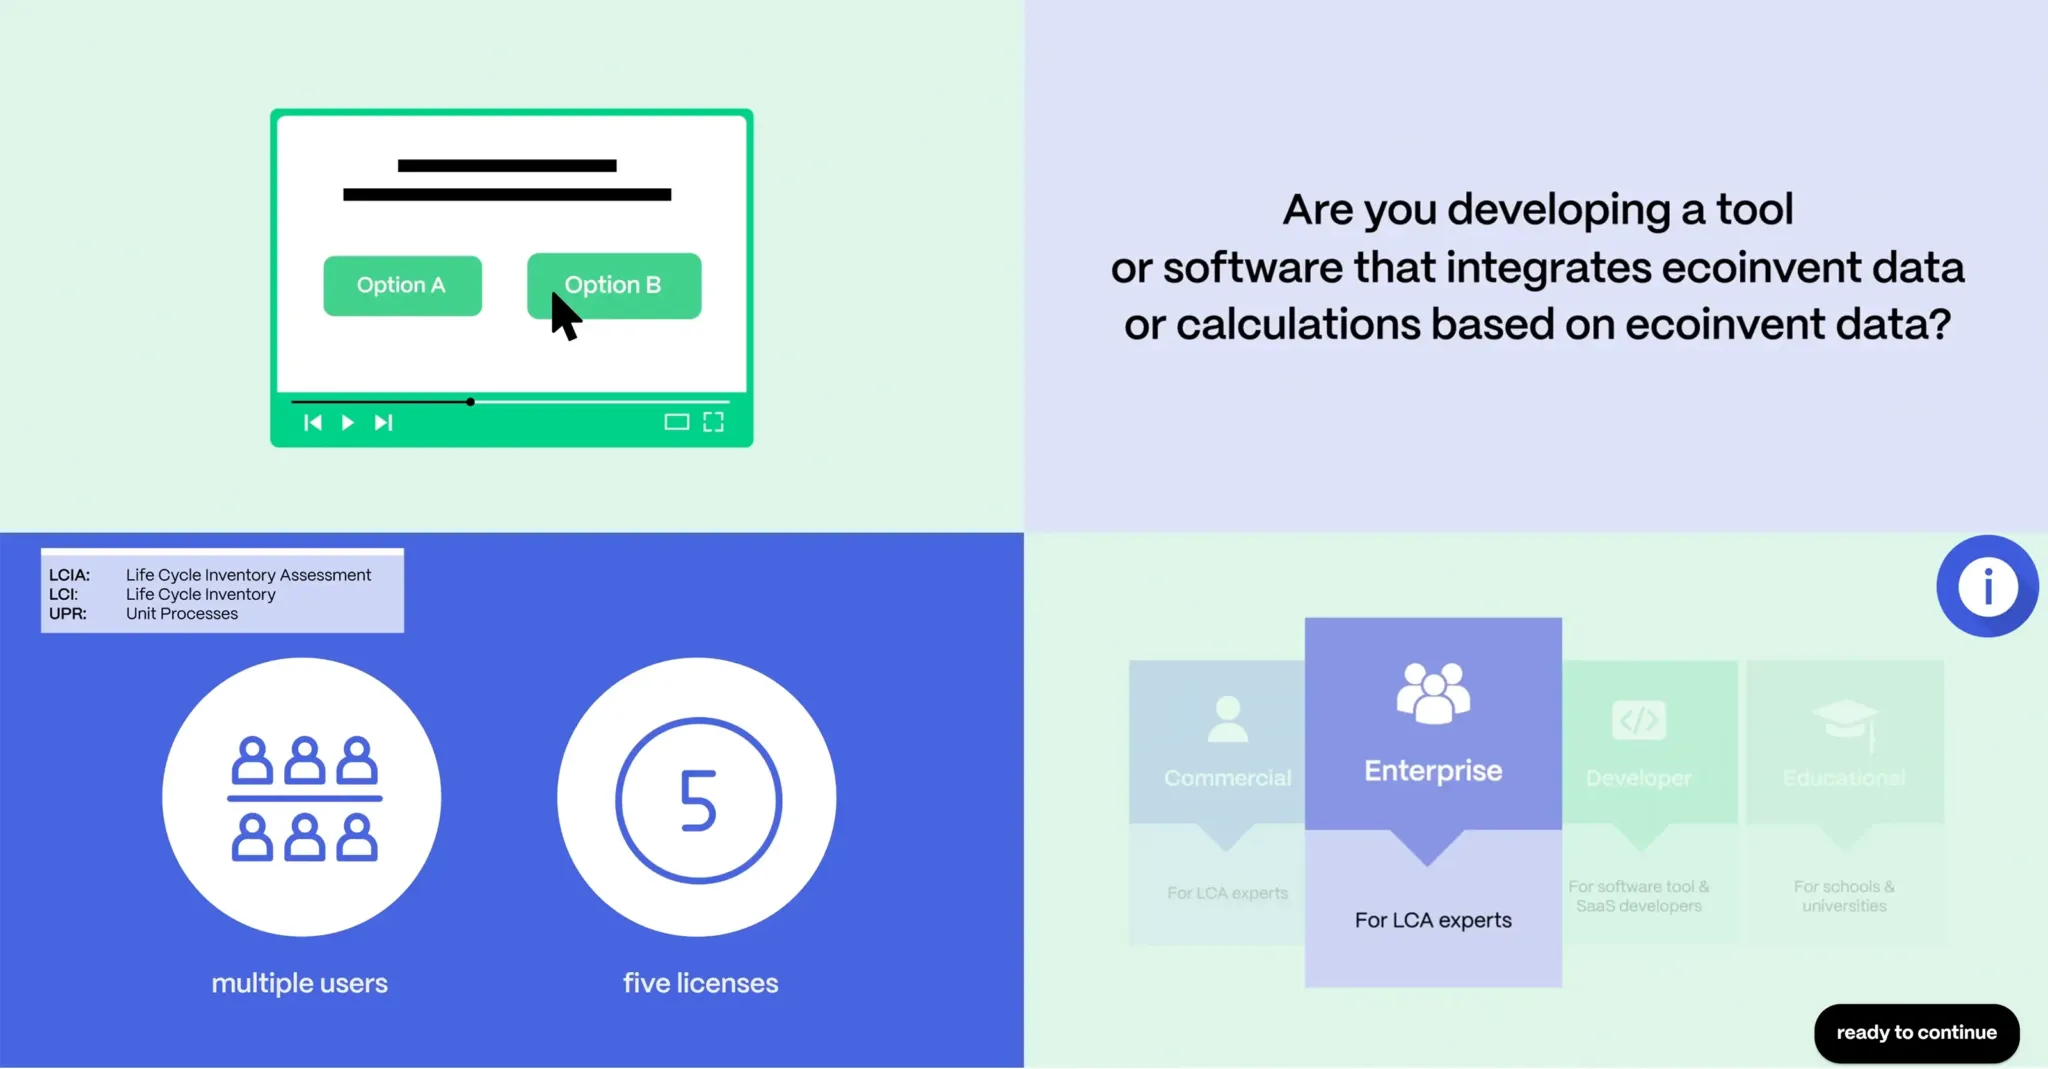 Option A
Option B
Are you developing a tool
or software that integrates ecoinvent data
or calculations based on ecoinvent data?
LCIA: Life Cycle Inventory Assessment
LCI: Life Cycle Inventory
UPR: Unit Processes
5
multiple users
five licenses
i
Commercial
For LCA experts
Enterprise
For LCA experts
</>
Developer
For software tool &
SaaS developers
Educational
For schools &
universities
ready to continue